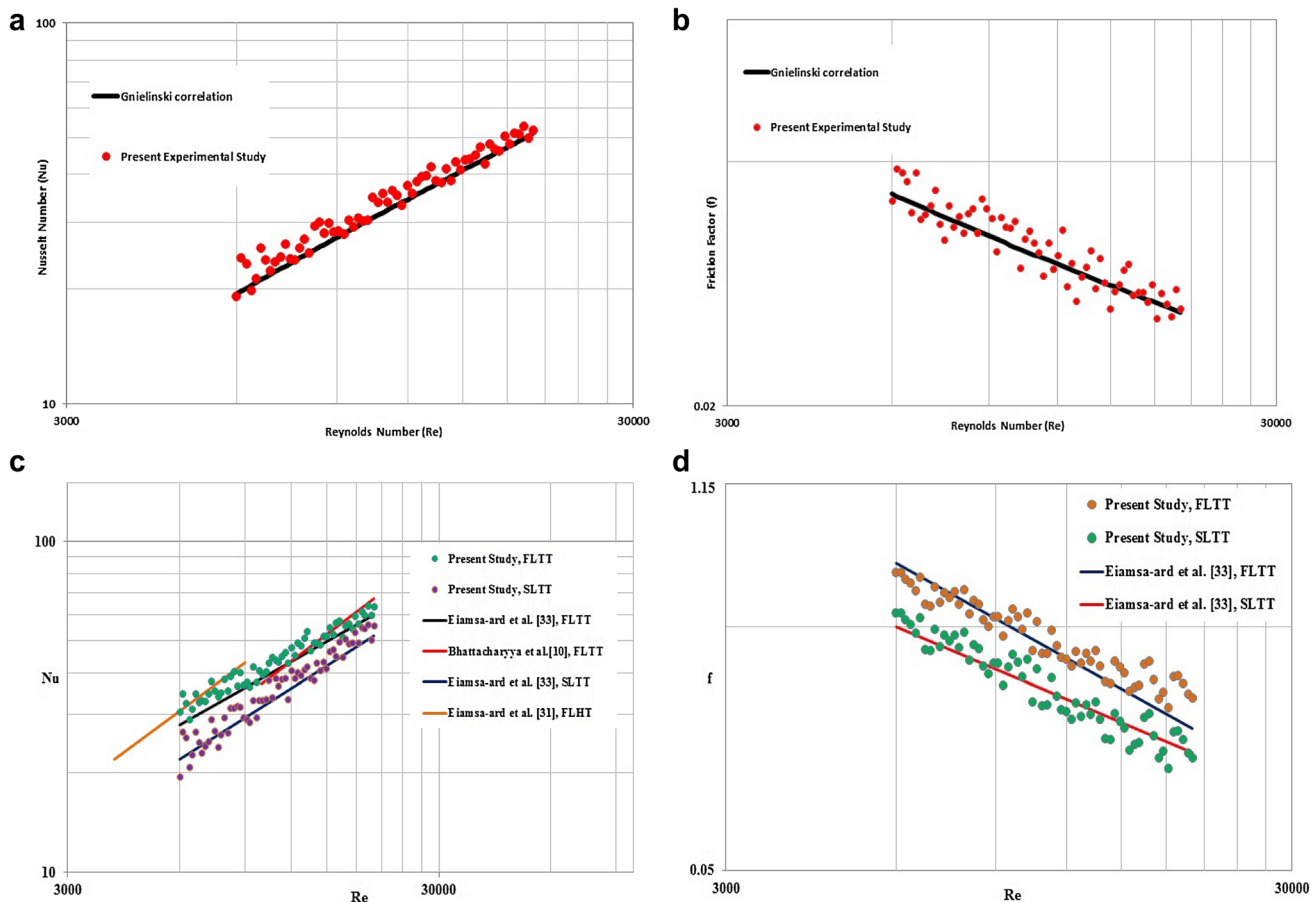 a
100
Gnielinski correlation
Present Experimental Study
Nusselt Number (Nu)
10
3000
30000
Reynolds Number (Re)
b
Gnielinski correlation
Present Experimental Study
Friction Factor (f)
0.02
3000
30000
Reynolds Number (Re)
c
100
Present Study, FLTT
Present Study, SLTT
Eiamsa-ard et al. [33], FLTT
Bhattacharyya et al.[10], FLTT
Eiamsa-ard et al. [33], SLTT
Eiamsa-ard et al. [31], FLHT
Nu
10
3000
30000
Re
d
1.15
Present Study, FLTT
Present Study, SLTT
Eiamsa-ard et al. [33], FLTT
Eiamsa-ard et al. [33], SLTT
f
0.05
3000
30000
Re